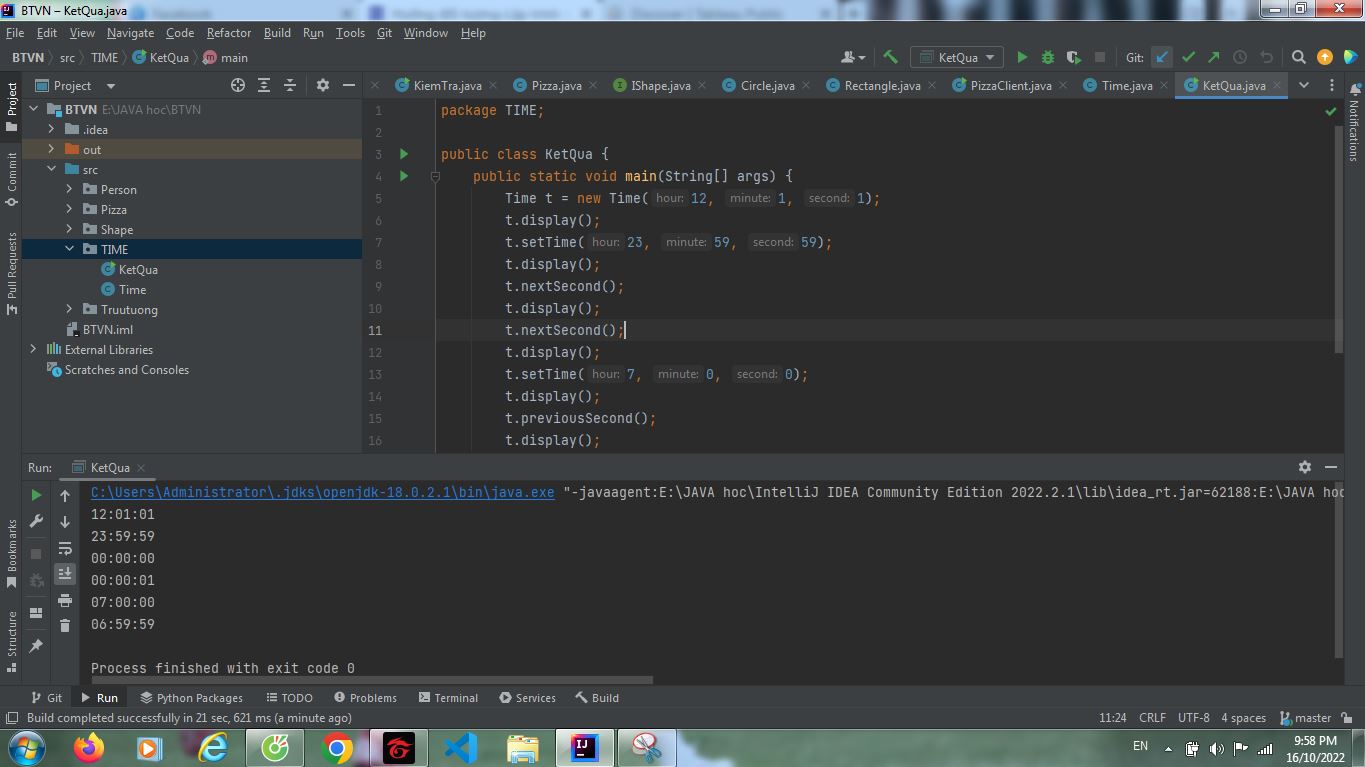 BTVN – KetQua.java
File Edit View Navigate Code Refactor Build Run Tools Git Window Help
BTVN src TIME KetQua main KetQua Git:
Project
KiemTra.java Pizza.java IShape.java Circle.java Rectangle.java PizzaClient.java Time.java KetQua.java
Project
Commit
Pull Requests
Bookmarks
Structure
Notifications
BTVN E:\JAVA hoc\BTVN
.idea
out
src
Person
Pizza
Shape
TIME
KetQua
Time
Truutuong
BTVN.iml
External Libraries
Scratches and Consoles
1 package TIME;
2
3 public class KetQua {
4 public static void main(String[] args) {
5 Time t = new Time( hour: 12, minute: 1, second: 1);
6 t.display();
7 t.setTime( hour: 23, minute: 59, second: 59);
8 t.display();
9 t.nextSecond();
10 t.display();
11 t.nextSecond();
12 t.display();
13 t.setTime( hour: 7, minute: 0, second: 0);
14 t.display();
15 t.previousSecond();
16 t.display();
Run: KetQua
C:\Users\Administrator\.jdks\openjdk-18.0.2.1\bin\java.exe "-javaagent:E:\JAVA hoc\IntelliJ IDEA Community Edition 2022.2.1\lib\idea_rt.jar=62188:E:\JAVA hoc
12:01:01
23:59:59
00:00:00
00:00:01
07:00:00
06:59:59
Process finished with exit code 0
Git Run Python Packages TODO Problems Terminal Services Build
Build completed successfully in 21 sec, 621 ms (a minute ago) 11:24 CRLF UTF-8 4 spaces master
EN 9:58 PM
16/10/2022